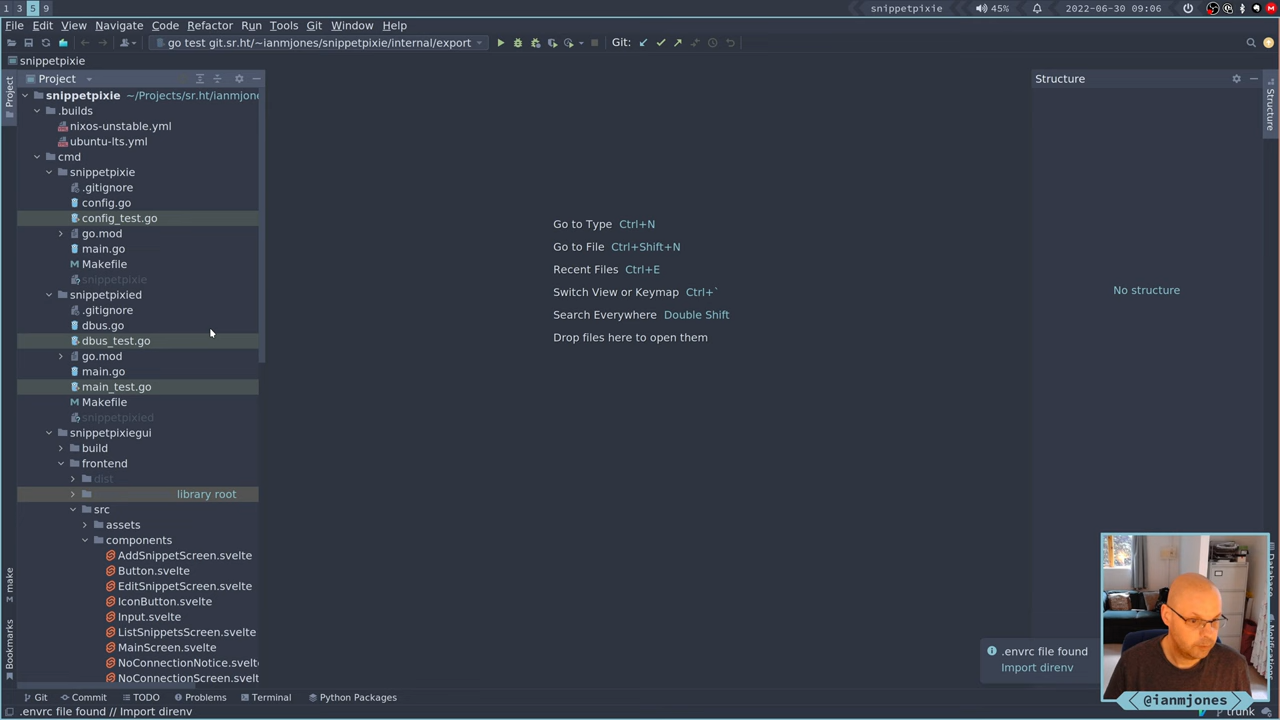 1 3 5 9
snippetpixie 45% 2022-06-30 09:06
File Edit View Navigate Code Refactor Run Tools Git Window Help
go test git.sr.ht/~ianmjones/snippetpixie/internal/export Git:
snippetpixie
Project
Structure
snippetpixie ~/Projects/sr.ht/ianmjone
.builds
nixos-unstable.yml
ubuntu-lts.yml
cmd
snippetpixie
.gitignore
config.go
config_test.go
go.mod
main.go
Makefile
snippetpixie
snippetpixied
.gitignore
dbus.go
dbus_test.go
go.mod
main.go
main_test.go
Makefile
snippetpixied
snippetpixiegui
build
frontend
dist
library root
src
assets
components
AddSnippetScreen.svelte
Button.svelte
EditSnippetScreen.svelte
IconButton.svelte
Input.svelte
ListSnippetsScreen.svelte
MainScreen.svelte
NoConnectionNotice.svelte
NoConnectionScreen.svelt
Go to Type Ctrl+N
Go to File Ctrl+Shift+N
Recent Files Ctrl+E
Switch View or Keymap Ctrl+`
Search Everywhere Double Shift
Drop files here to open them
No structure
Project
make
Bookmarks
Structure
.envrc file found
Import direnv
@ianmjones
Git Commit TODO Problems Terminal Python Packages
.envrc file found // Import direnv
trunk